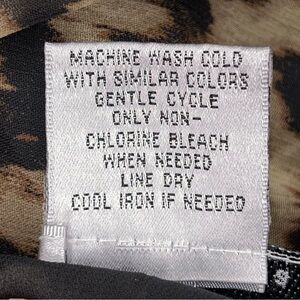 MACHINE WASH COLD
WITH SIMILAR COLORS
GENTLE CYCLE
ONLY NON-
CHLORINE BLEACH
WHEN NEEDED
LINE DRY
COOL IRON IF NEEDED